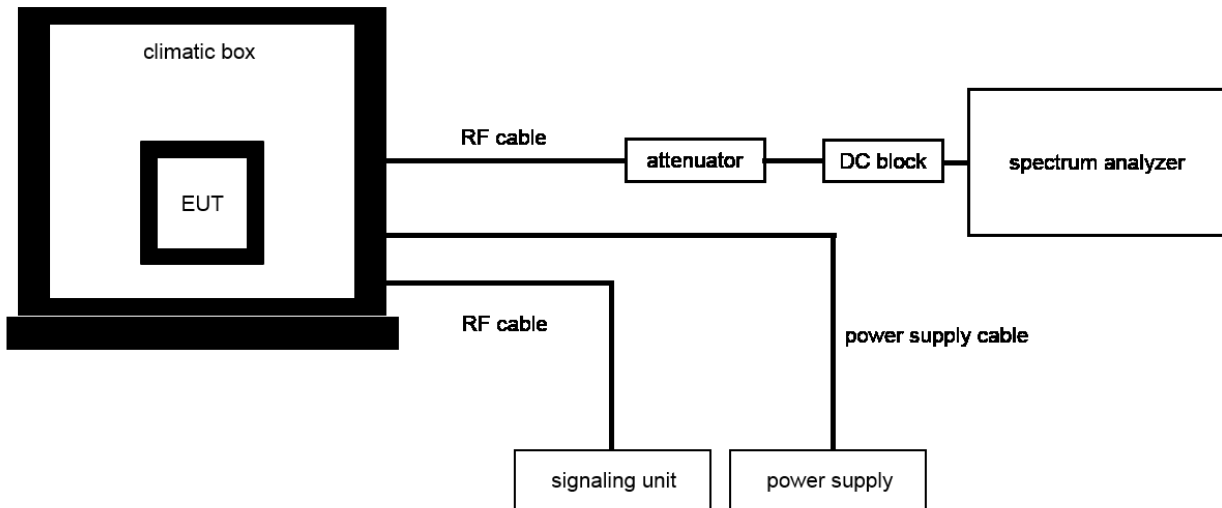 climatic box
EUT
RF cable
attenuator
DC block
spectrum analyzer
RF cable
power supply cable
signaling unit
power supply